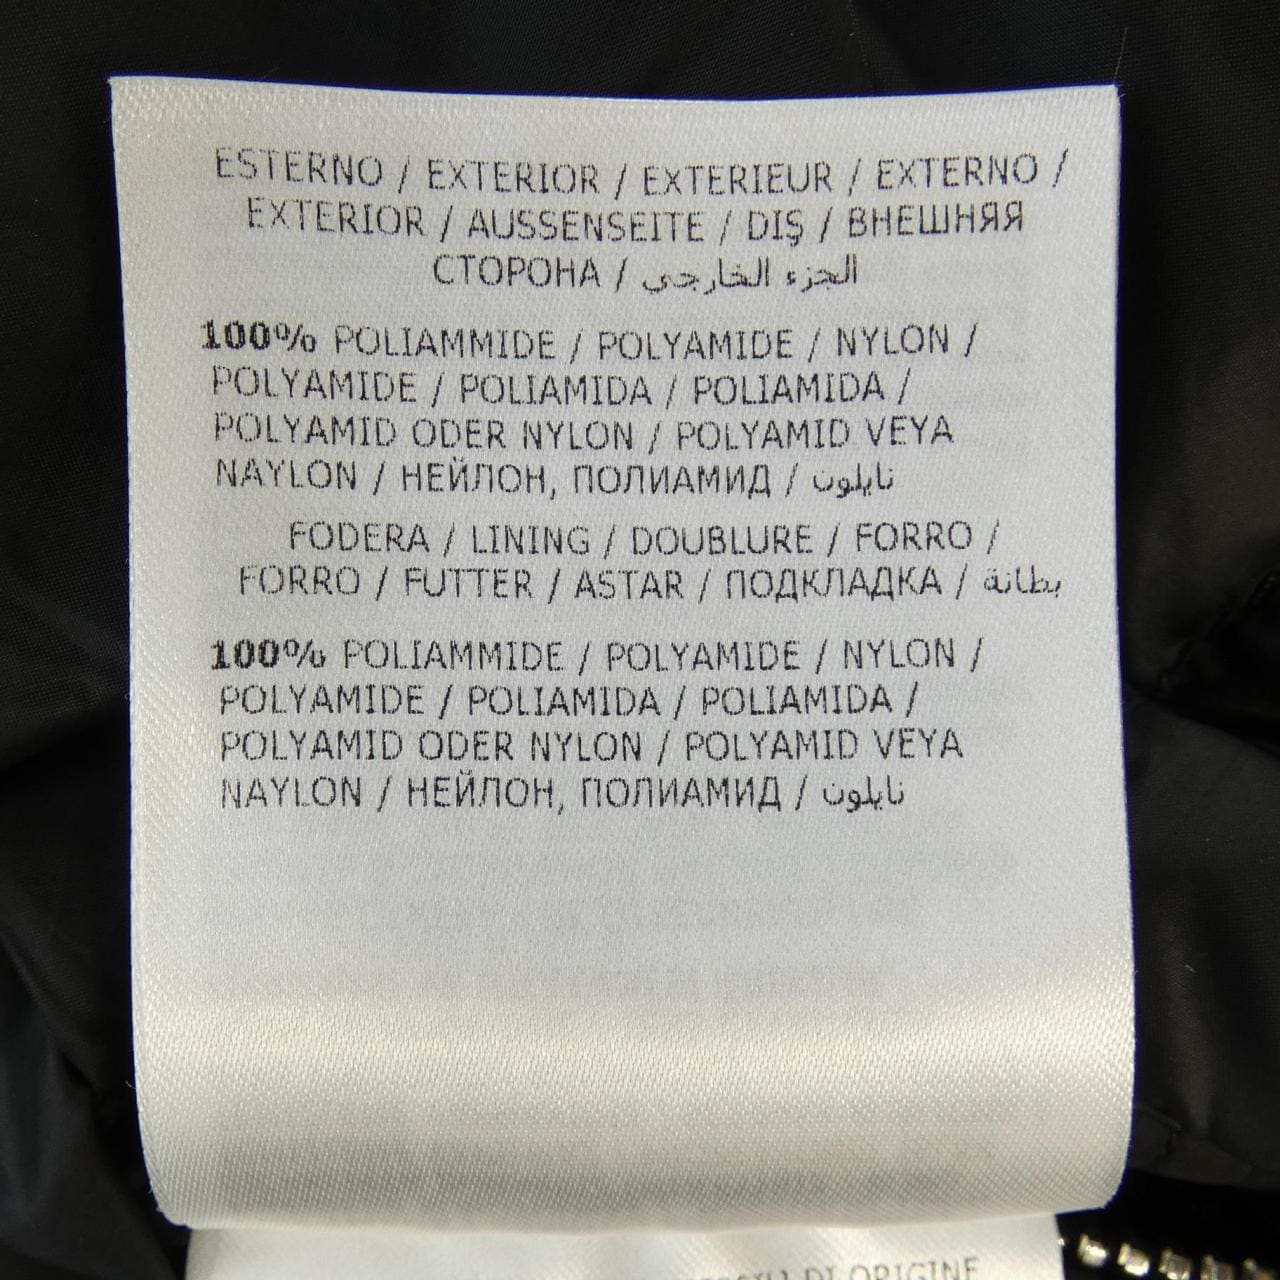 ESTERNO / EXTERIOR / EXTERIEUR / EXTERNO /
EXTERIOR / AUSSENSEITE / DIŞ / ВНЕШНЯЯ
СТОРОНА / الجزء الخارجي
100% POLIAMMIDE / POLYAMIDE / NYLON /
POLYAMIDE / POLIAMIDA / POLIAMIDA /
POLYAMID ODER NYLON / POLYAMID VEYA
NAYLON / НЕЙЛОН, ПОЛИАМИД / نايلون
FODERA / LINING / DOUBLURE / FORRO /
FORRO / FUTTER / ASTAR / ПОДКЛАДКА / بطانة
100% POLIAMMIDE / POLYAMIDE / NYLON /
POLYAMIDE / POLIAMIDA / POLIAMIDA /
POLYAMID ODER NYLON / POLYAMID VEYA
NAYLON / НЕЙЛОН, ПОЛИАМИД / نايلون
DI ORIGINE